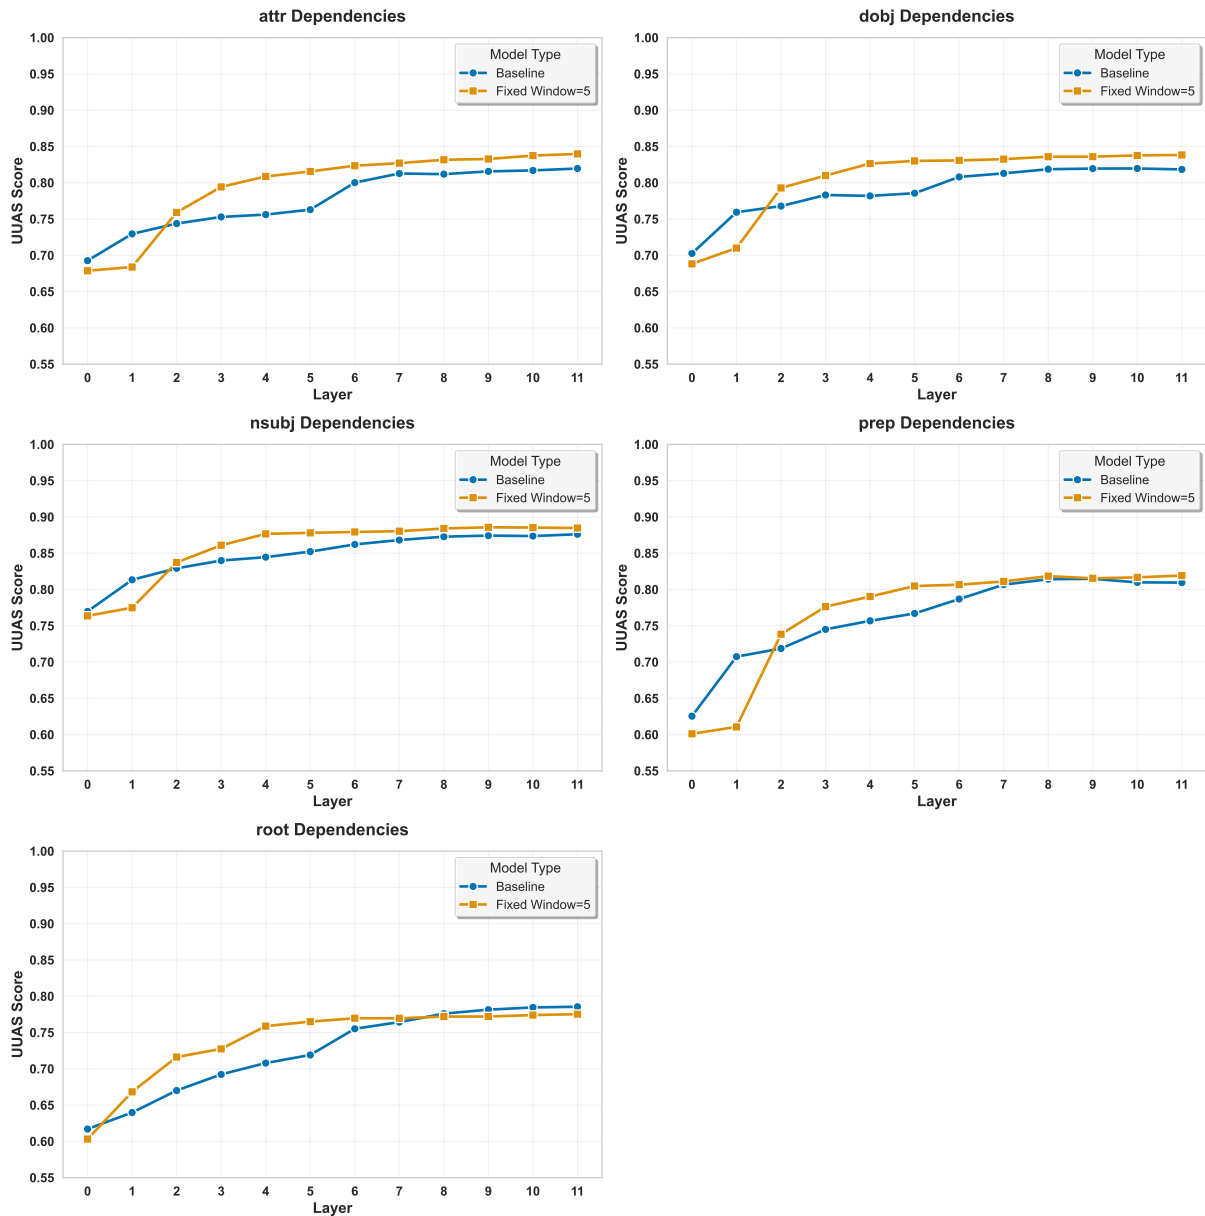 attr Dependencies
1.00
0.95
0.90
0.85
0.80
0.75
0.70
0.65
0.60
0.55
UUAS Score
0 1 2 3 4 5 6 7 8 9 10 11
Layer
Model Type
Baseline
Fixed Window=5
dobj Dependencies
1.00
0.95
0.90
0.85
0.80
0.75
0.70
0.65
0.60
0.55
UUAS Score
0 1 2 3 4 5 6 7 8 9 10 11
Layer
Model Type
Baseline
Fixed Window=5
nsubj Dependencies
1.00
0.95
0.90
0.85
0.80
0.75
0.70
0.65
0.60
0.55
UUAS Score
0 1 2 3 4 5 6 7 8 9 10 11
Layer
Model Type
Baseline
Fixed Window=5
prep Dependencies
1.00
0.95
0.90
0.85
0.80
0.75
0.70
0.65
0.60
0.55
UUAS Score
0 1 2 3 4 5 6 7 8 9 10 11
Layer
Model Type
Baseline
Fixed Window=5
root Dependencies
1.00
0.95
0.90
0.85
0.80
0.75
0.70
0.65
0.60
0.55
UUAS Score
0 1 2 3 4 5 6 7 8 9 10 11
Layer
Model Type
Baseline
Fixed Window=5